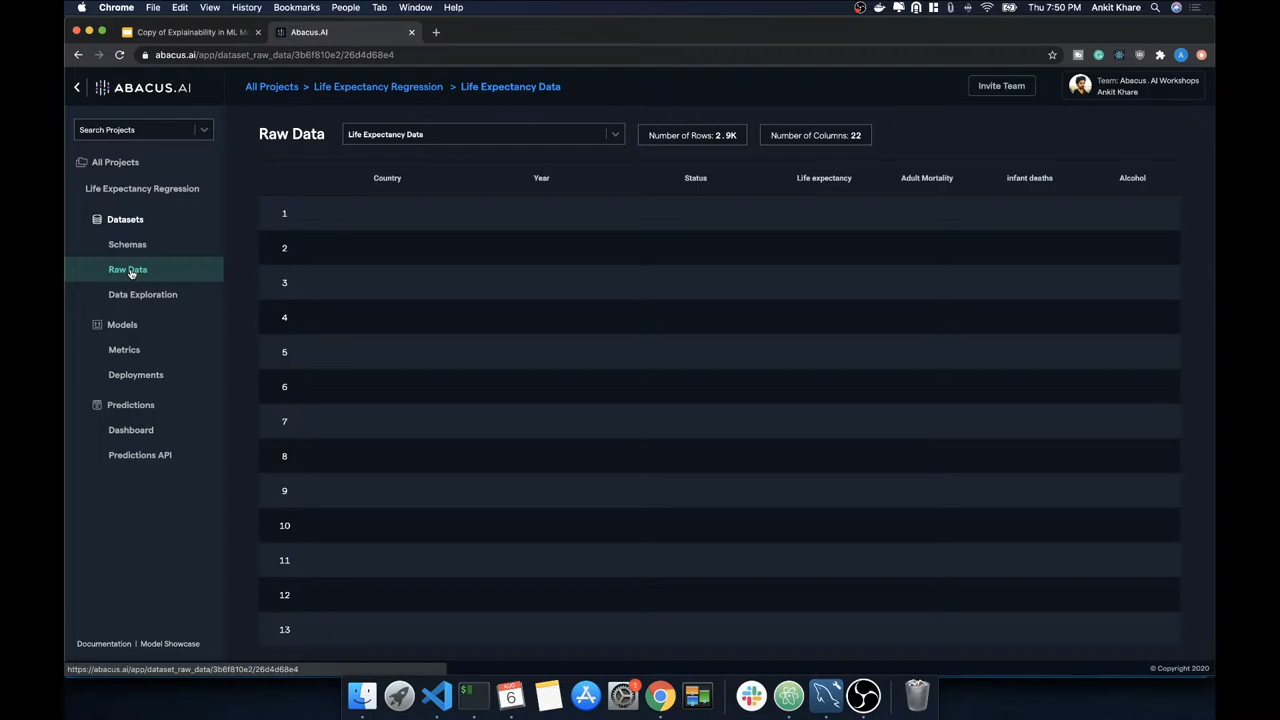 Chrome File Edit View History Bookmarks People Tab Window Help Thu 7:50 PM Ankit Khare
Copy of Explainability in ML Mo Abacus.AI
abacus.ai/app/dataset_raw_data/3b6f810e2/26d4d68e4 A
ABACUS.AI All Projects > Life Expectancy Regression > Life Expectancy Data Invite Team Team: Abacus . AI Workshops
Ankit Khare
Search Projects
Raw Data Life Expectancy Data Number of Rows: 2.9K Number of Columns: 22
All Projects
Life Expectancy Regression
Datasets
Schemas
Raw Data
Data Exploration
Models
Metrics
Deployments
Predictions
Dashboard
Predictions API
Country Year Status Life expectancy Adult Mortality infant deaths Alcohol
1
2
3
4
5
6
7
8
9
10
11
12
13
Documentation | Model Showcase
https://abacus.ai/app/dataset_raw_data/3b6f810e2/26d4d68e4
© Copyright 2020
AUG
6
1